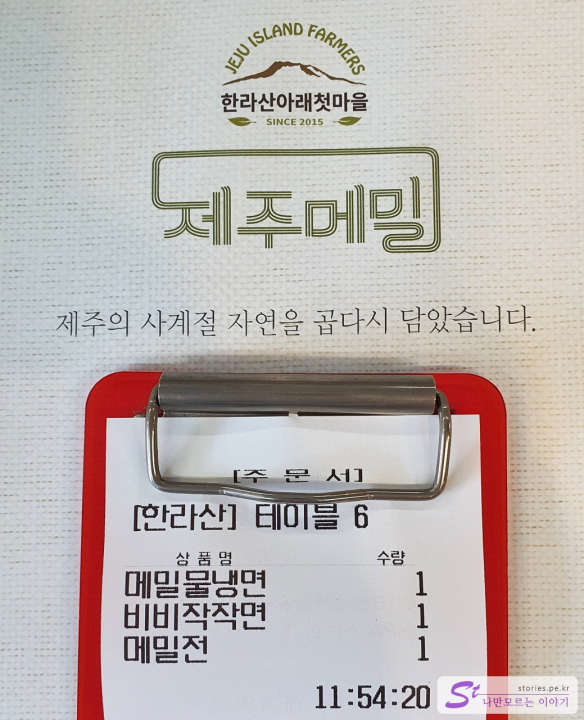 JEJU ISLAND FARMERS
한라산아래첫마을
SINCE 2015
제주메밀
제주의 사계절 자연을 곱다시 담았습니다.
[주 문 서]
[한라산] 테이블 6
상 품 명 수량
메밀물냉면 1
비비작작면 1
메밀전 1
11:54:20
St stories.pe.kr
나만모르는 이야기